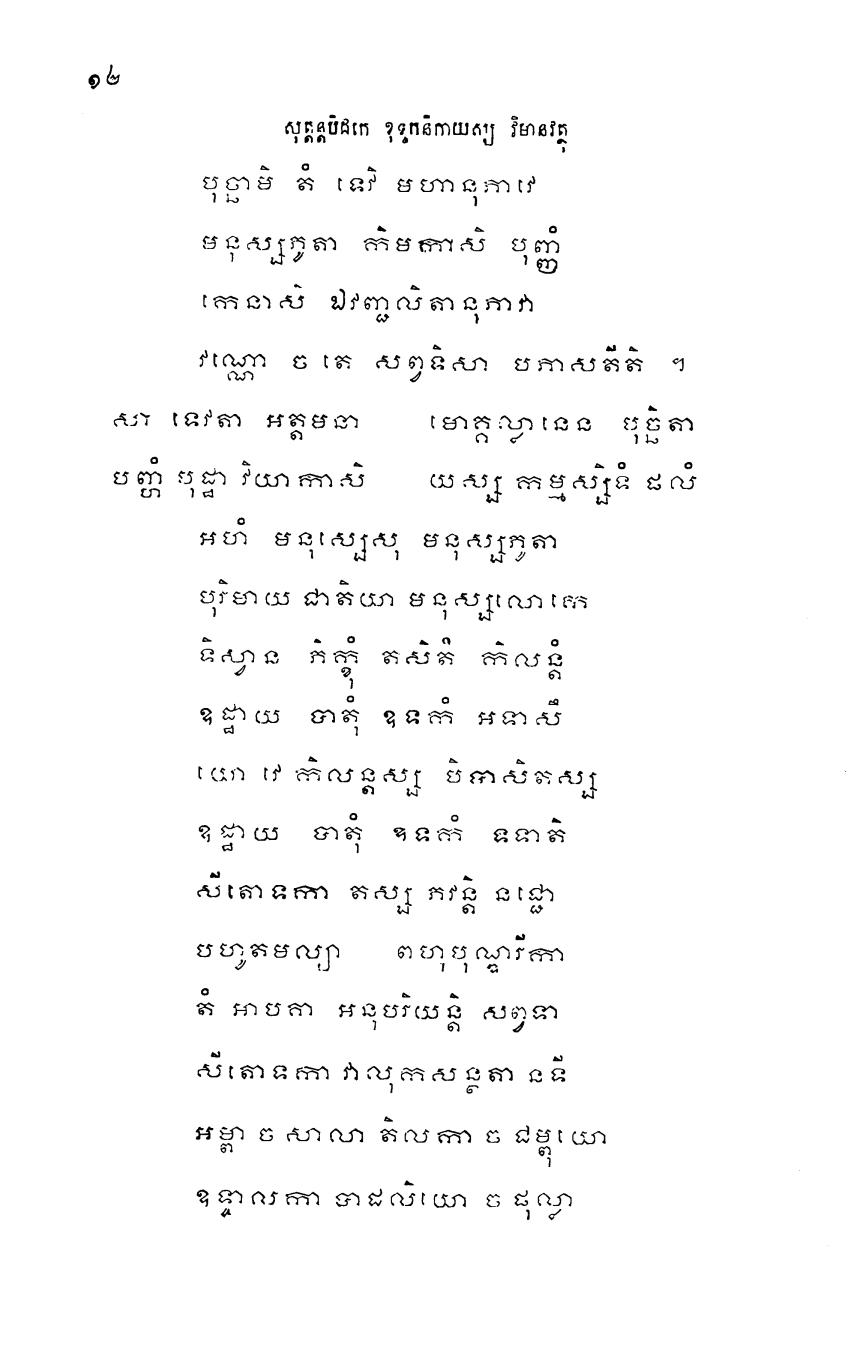 ១២
សុត្តន្តបិដកេ ខុទ្ទកនិកាយស្ស វិមានវត្ថុ
បុច្ឆាមិ តំ ទេវិ មហានុភាវេ
មនុស្សភូតា កិមកាសិ បុញ្ញំ
កេនាសិ ឯវញ្ជលិតានុភាវា
វណ្ណោ ច តេ សព្វទិសា បភាសតីតិ ។
សា ទេវតា អត្តមនា មោគ្គល្លានេន បុច្ឆិតា
បញ្ហំ បុដ្ឋា វិយាកាសិ យស្ស កម្មស្សិទំ ផលំ
អហំ មនុស្សេសុ មនុស្សភូតា
បុរិមាយ ជាតិយា មនុស្សលោកេ
ទិស្វាន ភិក្ខុំ តសិតំ កិលន្តំ
ឧដ្ឋាយ បាតុំ ឧទកំ អទាសឹ
យោ វេ កិលន្តស្ស បិបាសិតស្ស
ឧដ្ឋាយ បាតុំ ឧទកំ ទទាតិ
សីតោទកា តស្ស ភវន្តិ នជ្ជោ
បហូតមល្យា ពហុបុណ្ឌរីកា
តំ អាបគា អនុបរិយន្តិ សព្វទា
សីតោទកា វាលុកសន្ថតា នទី
អម្ពា ច សាលា តិលកា ច ជម្ពុយោ
ឧទ្ទាលកា បាដលិយោ ច ផុល្លា